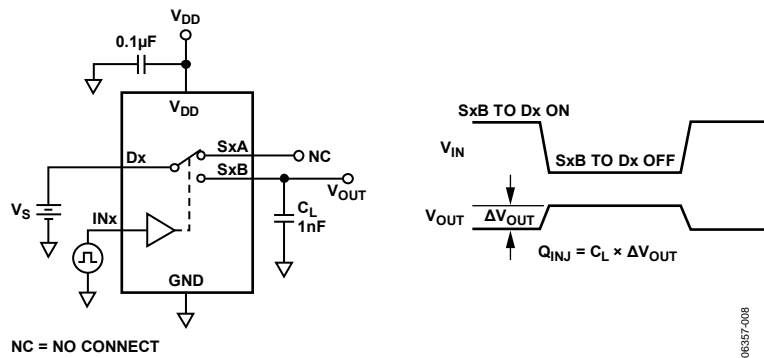 VDD
0.1µF
VDD
SxB TO Dx ON
Dx
SxA
NC
VIN
SxB TO Dx OFF
SxB
VOUT
VS
INx
CL
1nF
VOUT
ΔVOUT
QINJ = CL × ΔVOUT
GND
NC = NO CONNECT
06357-008